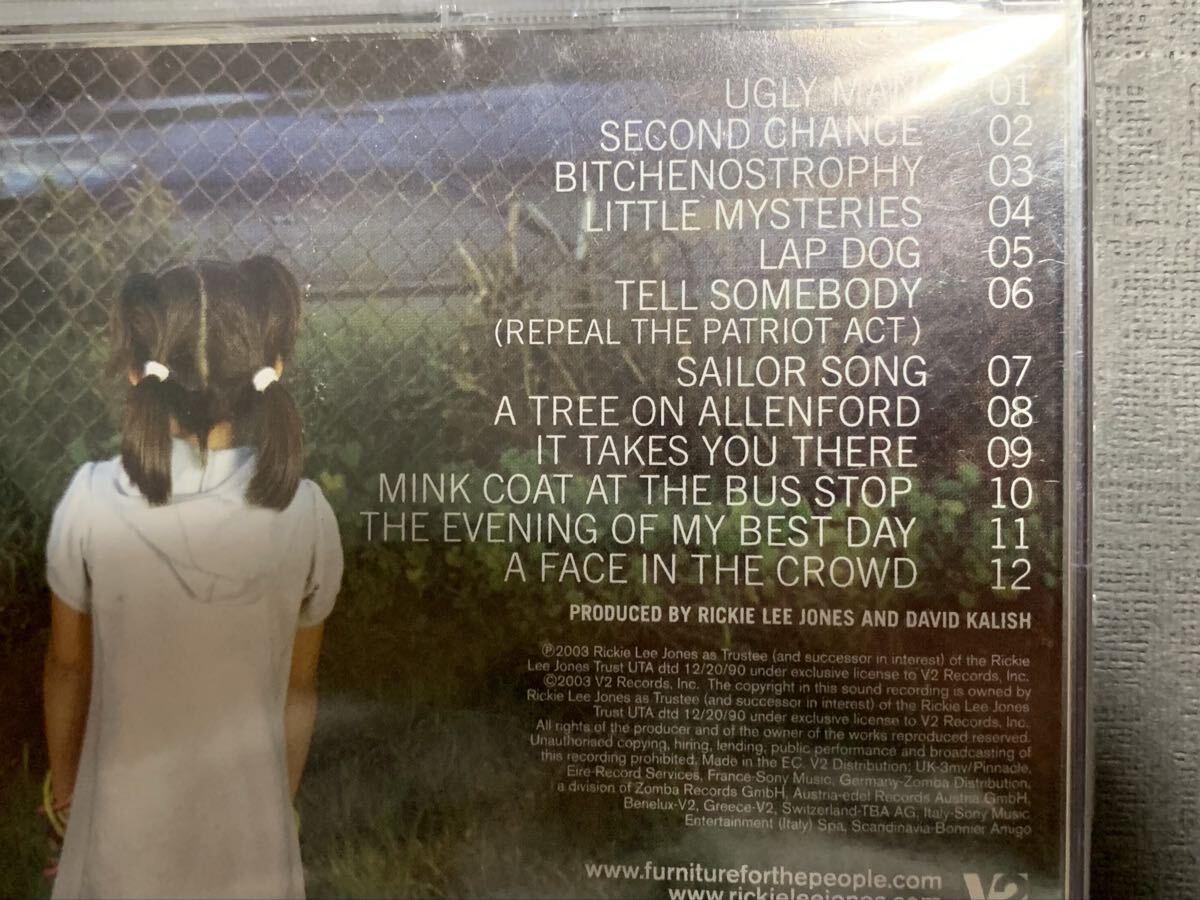 UGLY MAN 01
SECOND CHANCE 02
BITCHENOSTROPHY 03
LITTLE MYSTERIES 04
LAP DOG 05
TELL SOMEBODY 06
(REPEAL THE PATRIOT ACT)
SAILOR SONG 07
A TREE ON ALLENFORD 08
IT TAKES YOU THERE 09
MINK COAT AT THE BUS STOP 10
THE EVENING OF MY BEST DAY 11
A FACE IN THE CROWD 12
PRODUCED BY RICKIE LEE JONES AND DAVID KALISH
℗2003 Rickie Lee Jones as Trustee (and successor in interest) of the Rickie
Lee Jones Trust UTA dtd 12/20/90 under exclusive license to V2 Records, Inc.
©2003 V2 Records, Inc. The copyright in this sound recording is owned by
Rickie Lee Jones as Trustee (and successor in interest) of the Rickie Lee Jones
Trust UTA dtd 12/20/90 under exclusive license to V2 Records, Inc.
All rights of the producer and of the owner of the works reproduced reserved.
Unauthorised copying, hiring, lending, public performance and broadcasting of
this recording prohibited. Made in the EC. V2 Distribution: UK-3mv/Pinnacle,
Eire-Record Services, France-Sony Music, Germany-Zomba Distribution,
a division of Zomba Records GmbH, Austria-edel Records Austria GmbH,
Benelux-V2, Greece-V2, Switzerland-TBA AG, Italy-Sony Music
Entertainment (Italy) Spa, Scandinavia-Bonnier Amigo
www.furnitureforthepeople.com
www.rickieleejones.com
V2